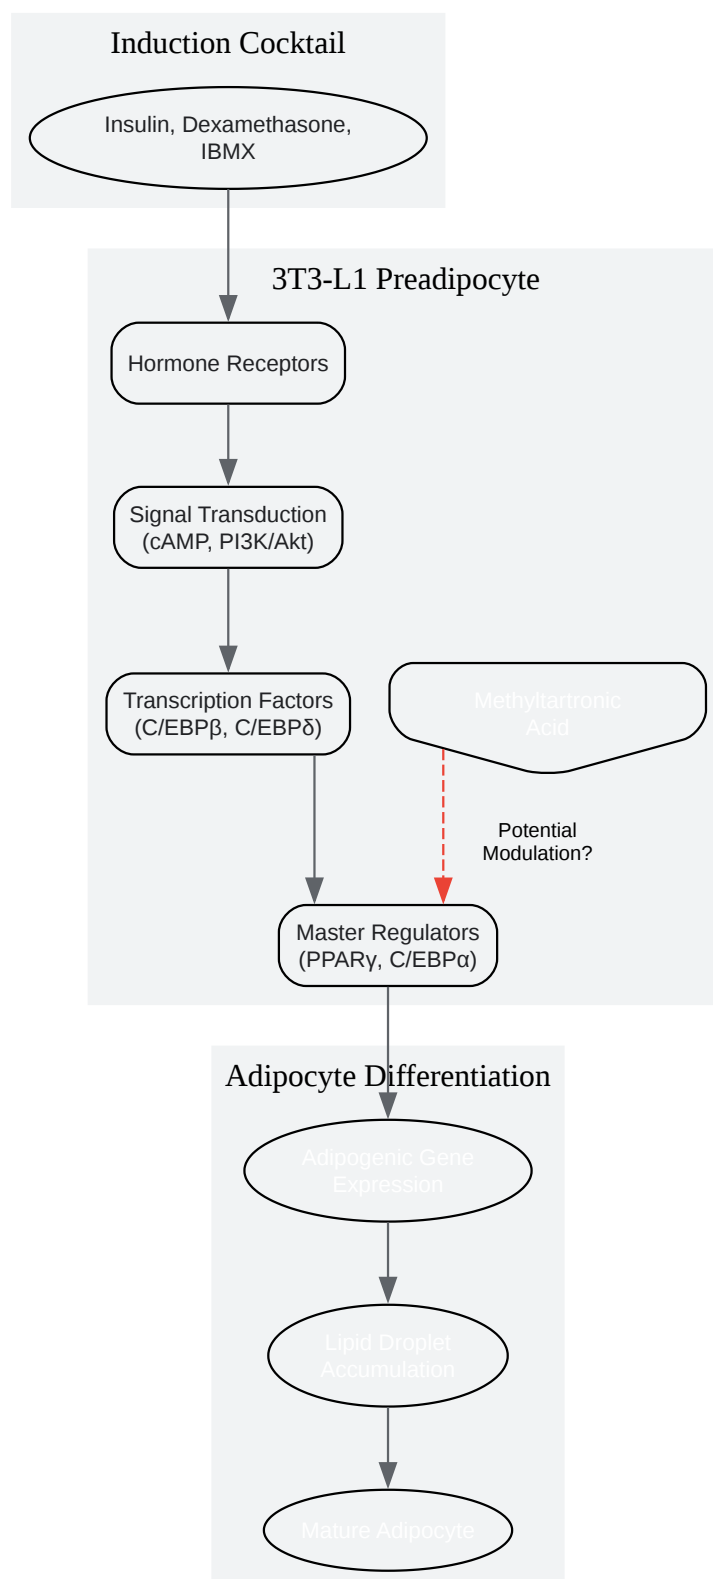 Induction Cocktail
Insulin, Dexamethasone,
IBMX
3T3-L1 Preadipocyte
Hormone Receptors
Signal Transduction
(cAMP, PI3K/Akt)
Transcription Factors
(C/EBPβ, C/EBPδ)
Methyltartronic
Acid
Potential
Modulation?
Master Regulators
(PPARγ, C/EBPα)
Adipocyte Differentiation
Adipogenic Gene
Expression
Lipid Droplet
Accumulation
Mature Adipocyte